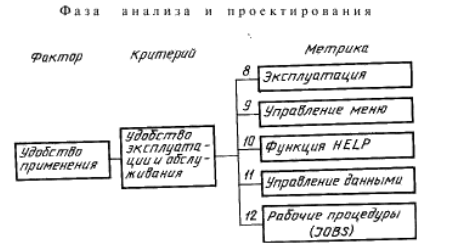 Фаза анализа и проектирования
Фактор
Критерий
Метрика
Удобство
применения
Удобство
эксплуата-
ции и обслу-
живания
8
Эксплуатация
9
Управление меню
10
Функция HELP
11
Управление данными
12
Рабочие процедуры
(JOBS)